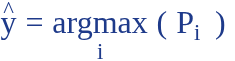 ŷ = argmax ( Pᵢ )
i